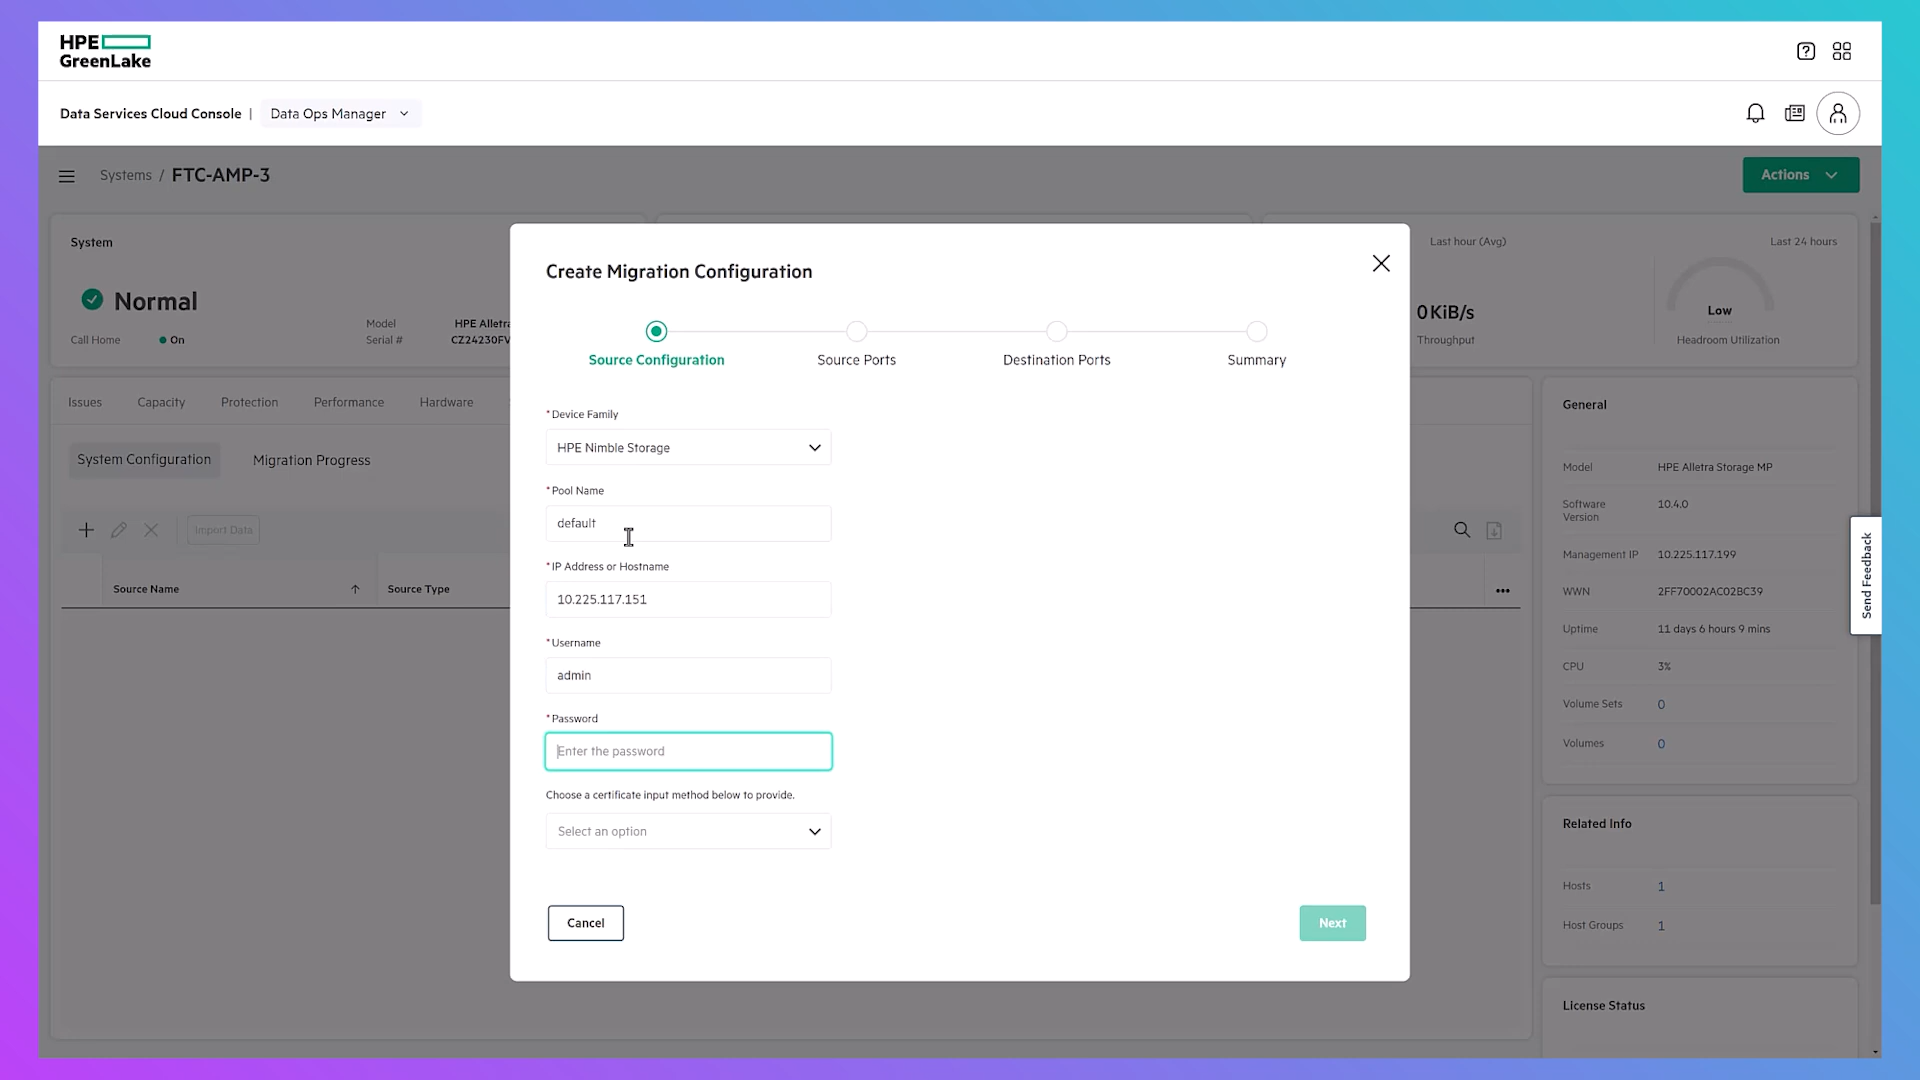 HPE
GreenLake
Data Services Cloud Console | Data Ops Manager
Systems / FTC-AMP-3
Actions
System
Normal
Call Home On
Model HPE Alletra
Serial # CZ24230FV
Last hour (Avg)
0KiB/s
Throughput
Last 24 hours
Low
Headroom Utilization
Issues Capacity Protection Performance Hardware
System Configuration Migration Progress
Import Data
Source Name Source Type
Create Migration Configuration
Source Configuration Source Ports Destination Ports Summary
*Device Family
HPE Nimble Storage
*Pool Name
default
*IP Address or Hostname
10.225.117.151
*Username
admin
*Password
Enter the password
Choose a certificate input method below to provide.
Select an option
Cancel Next
General
Model HPE Alletra Storage MP
Software
Version
10.4.0
Management IP 10.225.117.199
WWN 2FF70002AC02BC39
Uptime 11 days 6 hours 9 mins
CPU 3%
Volume Sets 0
Volumes 0
Related Info
Hosts 1
Host Groups 1
License Status
Send Feedback